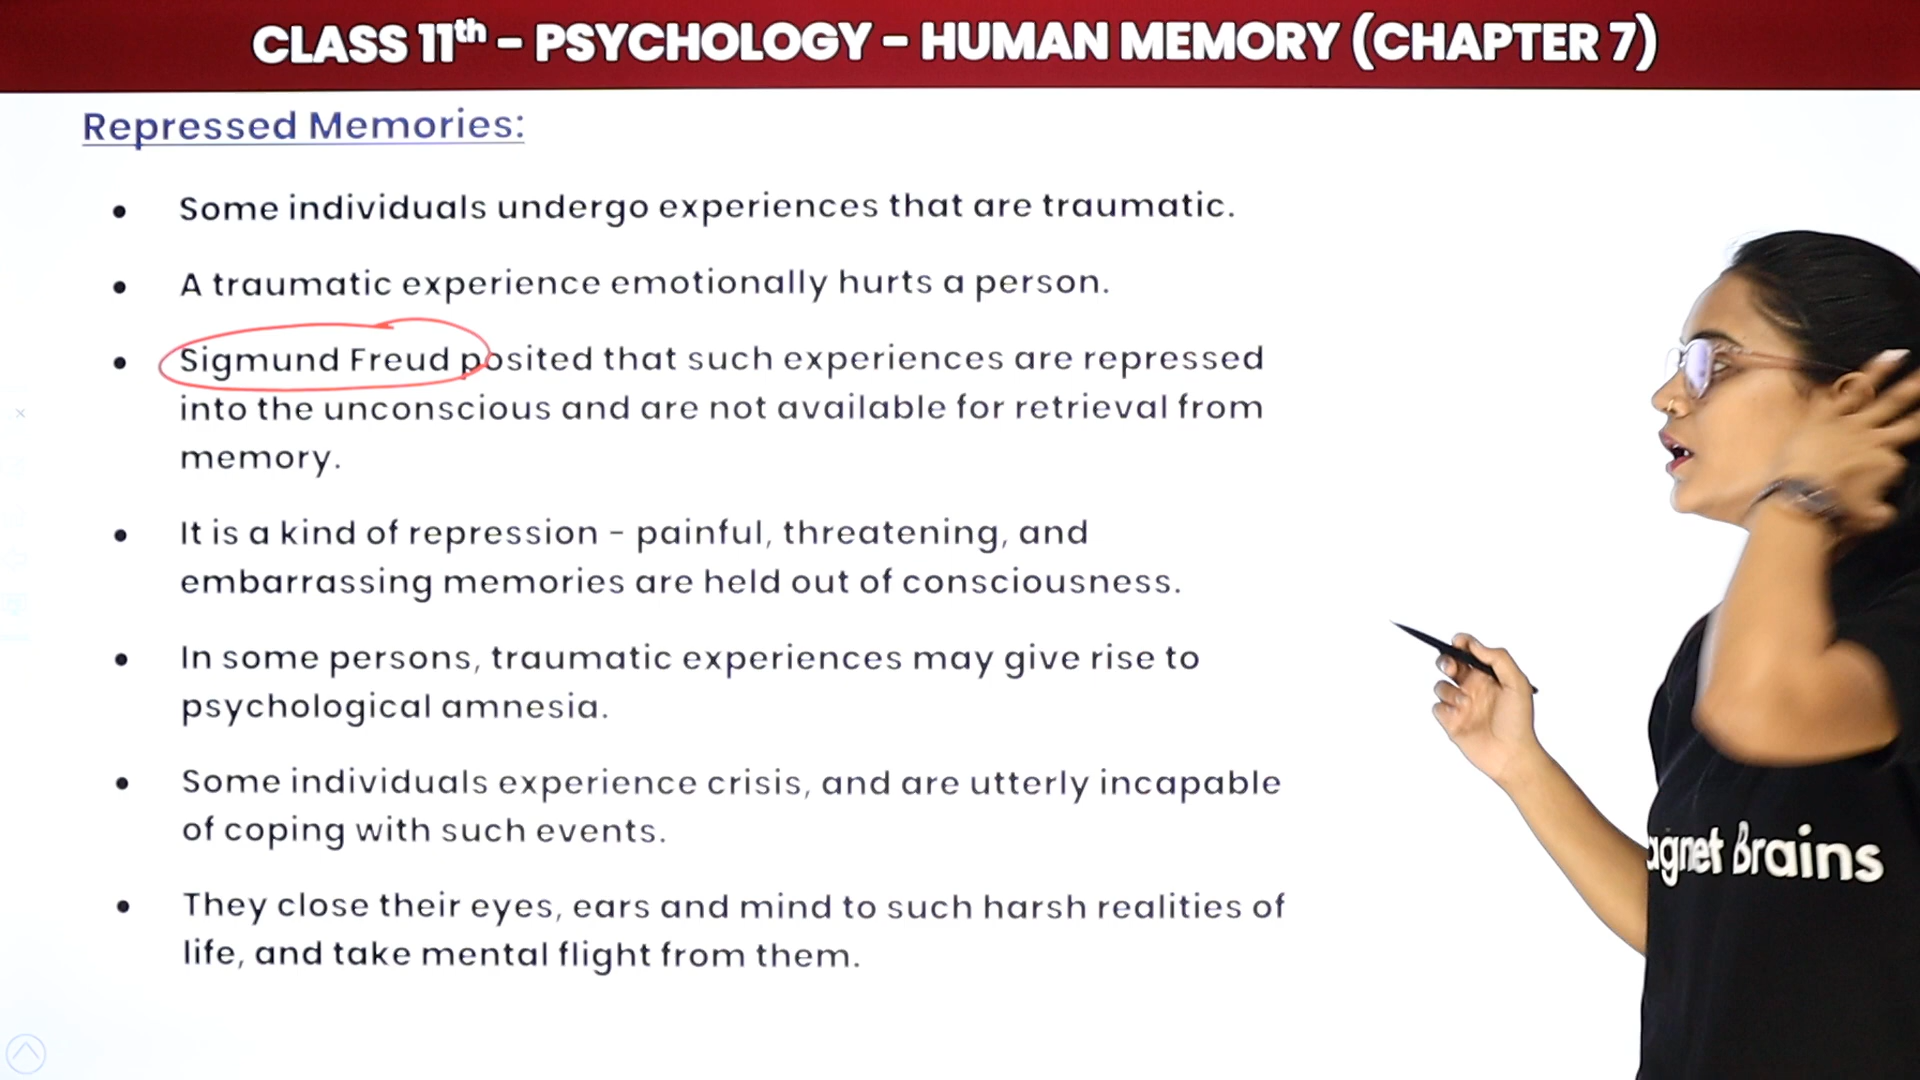 CLASS 11th – PSYCHOLOGY – HUMAN MEMORY (CHAPTER 7)
Repressed Memories:
• Some individuals undergo experiences that are traumatic.
• A traumatic experience emotionally hurts a person.
• Sigmund Freud posited that such experiences are repressed
into the unconscious and are not available for retrieval from
memory.
• It is a kind of repression – painful, threatening, and
embarrassing memories are held out of consciousness.
• In some persons, traumatic experiences may give rise to
psychological amnesia.
• Some individuals experience crisis, and are utterly incapable
of coping with such events.
• They close their eyes, ears and mind to such harsh realities of
life, and take mental flight from them.
agnet Brains